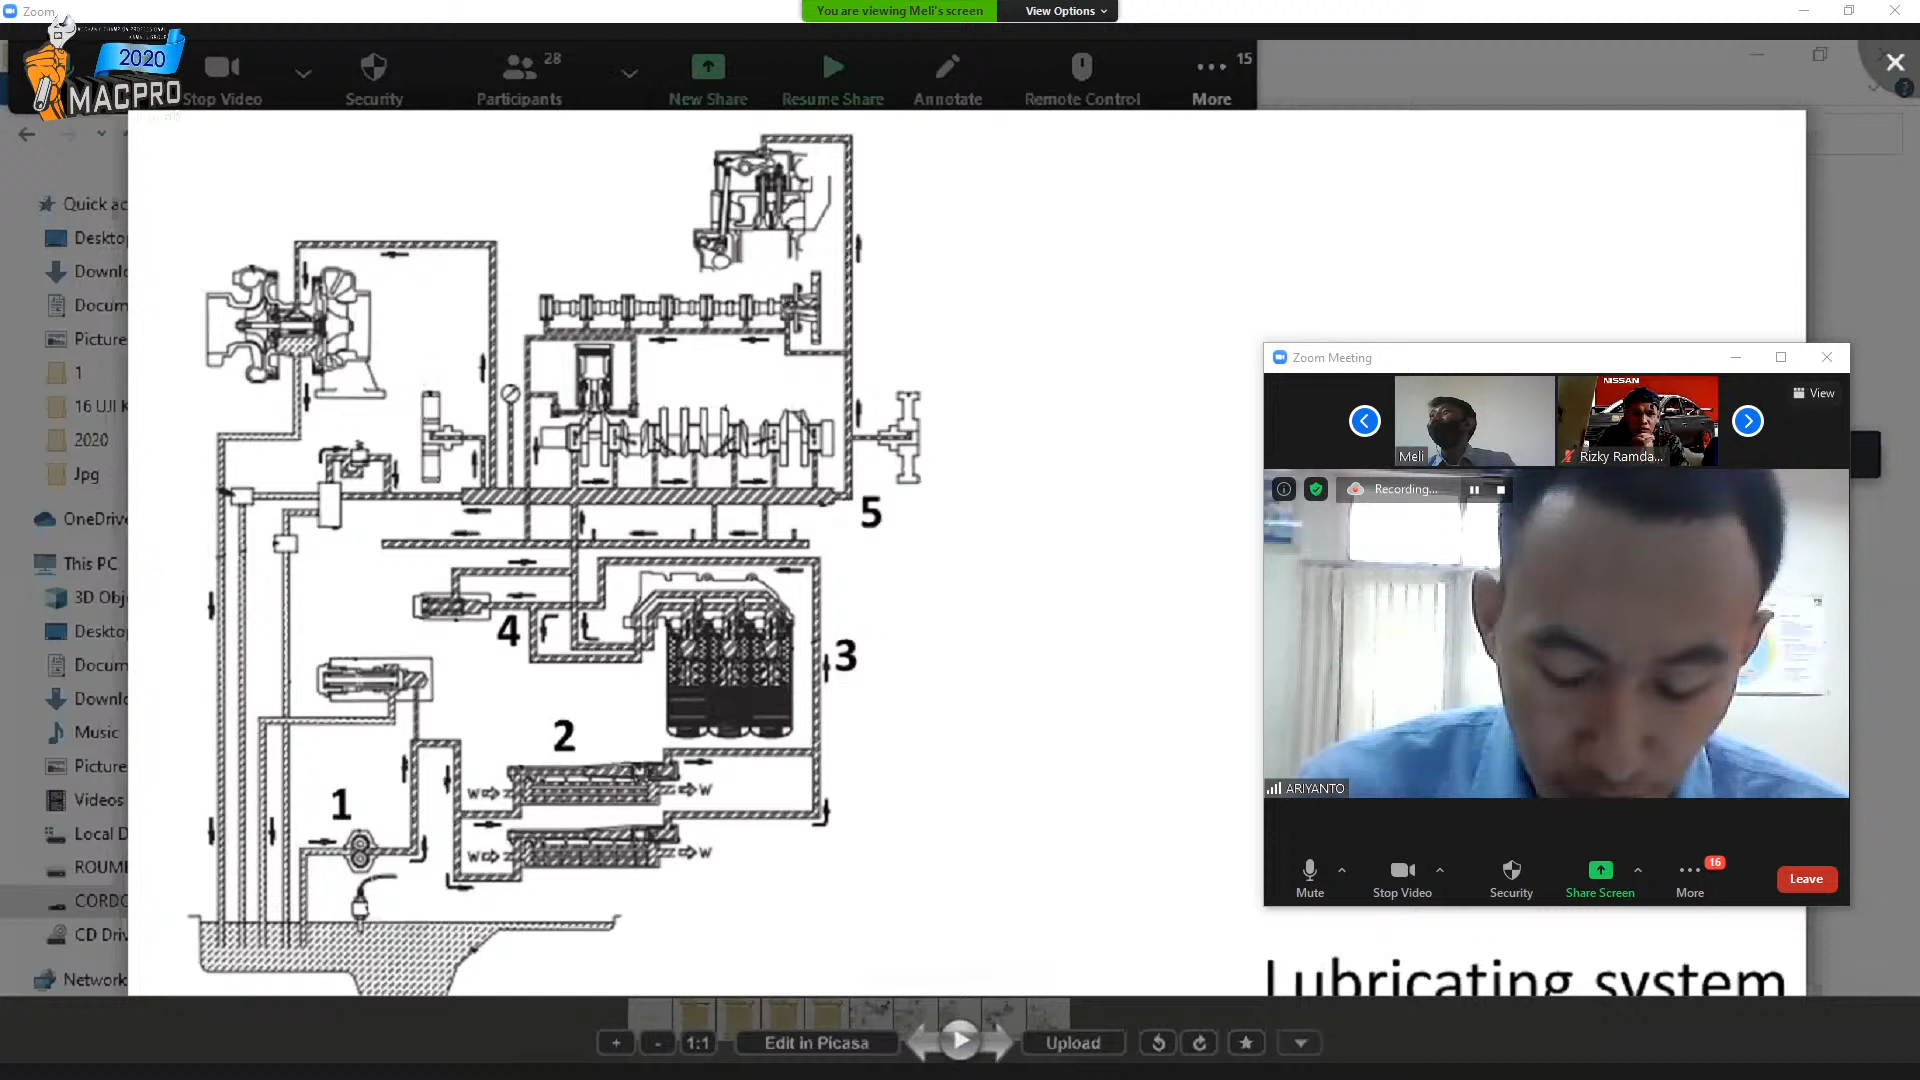 Zoom
You are viewing Meli's screen
View Options
2020
MACPRO
Stop Video
Security
Participants
28
New Share
Resume Share
Annotate
Remote Control
More
15
Quick ac
Deskto
Downlo
Docum
Picture
1
16 UJI K
2020
Jpg
OneDrive
This PC
3D Obj
Deskto
Docum
Downlo
Music
Picture
Videos
Local D
ROUME
CORDO
CD Driv
Network
1
2
3
4
5
W
W
W
W
Lubricating system
Zoom Meeting
View
NISSAN
Meli
Rizky Ramda...
Recording...
ARIYANTO
Mute
Stop Video
Security
Share Screen
More
16
Leave
1:1
Edit in Picasa
Upload